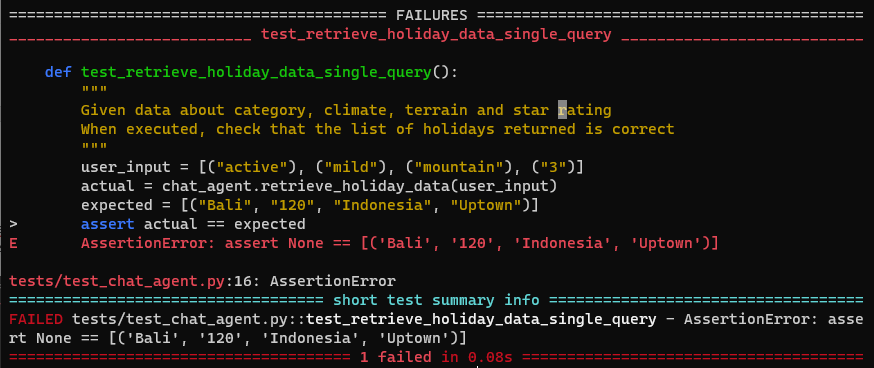 =========================================== FAILURES ============================================
___________________________ test_retrieve_holiday_data_single_query ___________________________
def test_retrieve_holiday_data_single_query():
"""
Given data about category, climate, terrain and star rating
When executed, check that the list of holidays returned is correct
"""
user_input = [("active"), ("mild"), ("mountain"), ("3")]
actual = chat_agent.retrieve_holiday_data(user_input)
expected = [("Bali", "120", "Indonesia", "Uptown")]
> assert actual == expected
E AssertionError: assert None == [('Bali', '120', 'Indonesia', 'Uptown')]
tests/test_chat_agent.py:16: AssertionError
=================================== short test summary info ===================================
FAILED tests/test_chat_agent.py::test_retrieve_holiday_data_single_query - AssertionError: asse
rt None == [('Bali', '120', 'Indonesia', 'Uptown')]
====================================== 1 failed in 0.08s ======================================